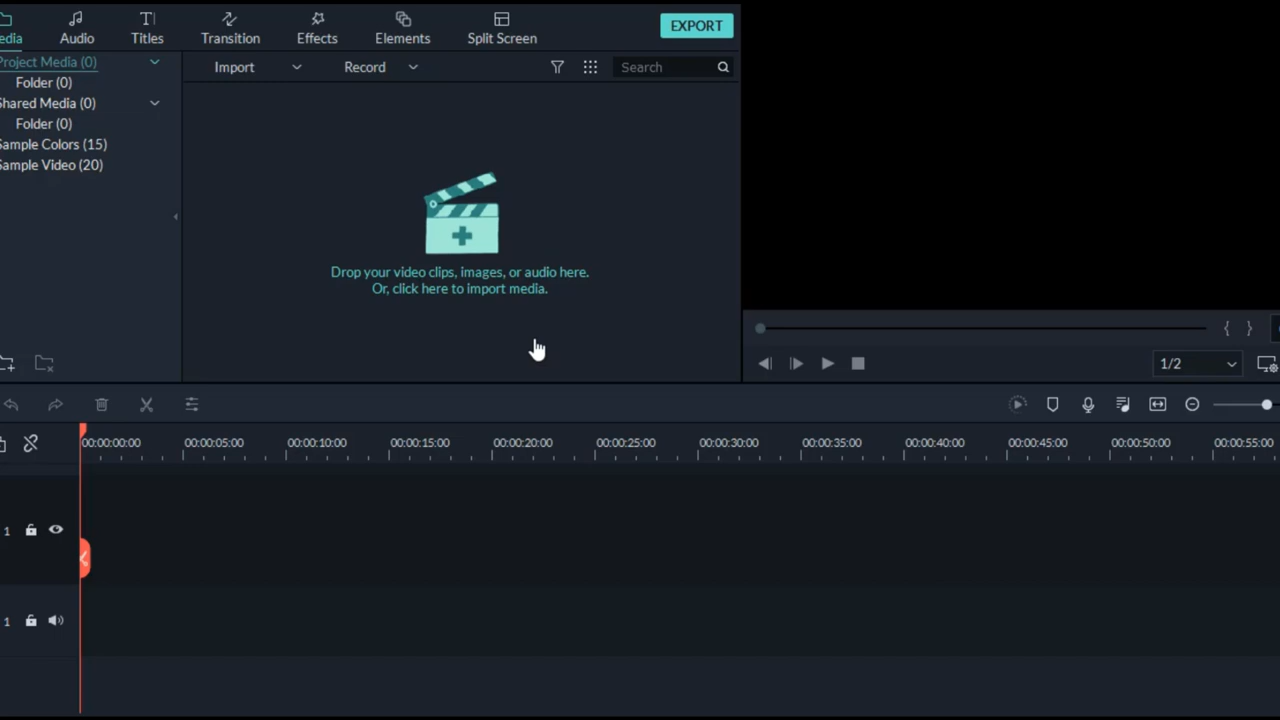 edia
Audio
Titles
Transition
Effects
Elements
Split Screen
EXPORT
Project Media (0)
Folder (0)
Shared Media (0)
Folder (0)
Sample Colors (15)
Sample Video (20)
Import
Record
Search
Drop your video clips, images, or audio here.
Or, click here to import media.
1/2
00:00:00:00 00:00:05:00 00:00:10:00 00:00:15:00 00:00:20:00 00:00:25:00 00:00:30:00 00:00:35:00 00:00:40:00 00:00:45:00 00:00:50:00 00:00:55:00
1
1